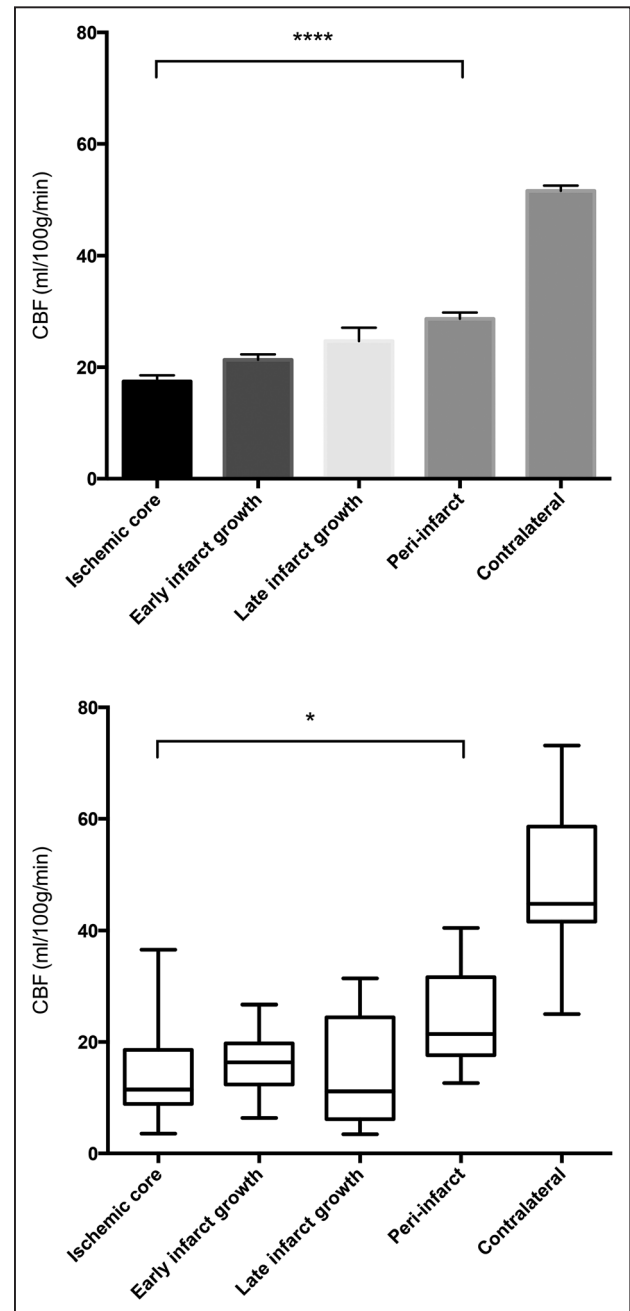 80
****
60
40
20
0
CBF (ml/100g/min)
Ischemic core
Early infarct growth
Late infarct growth
Peri-infarct
Contralateral
80
*
60
40
20
0
CBF (ml/100g/min)
Ischemic core
Early infarct growth
Late infarct growth
Peri-infarct
Contralateral